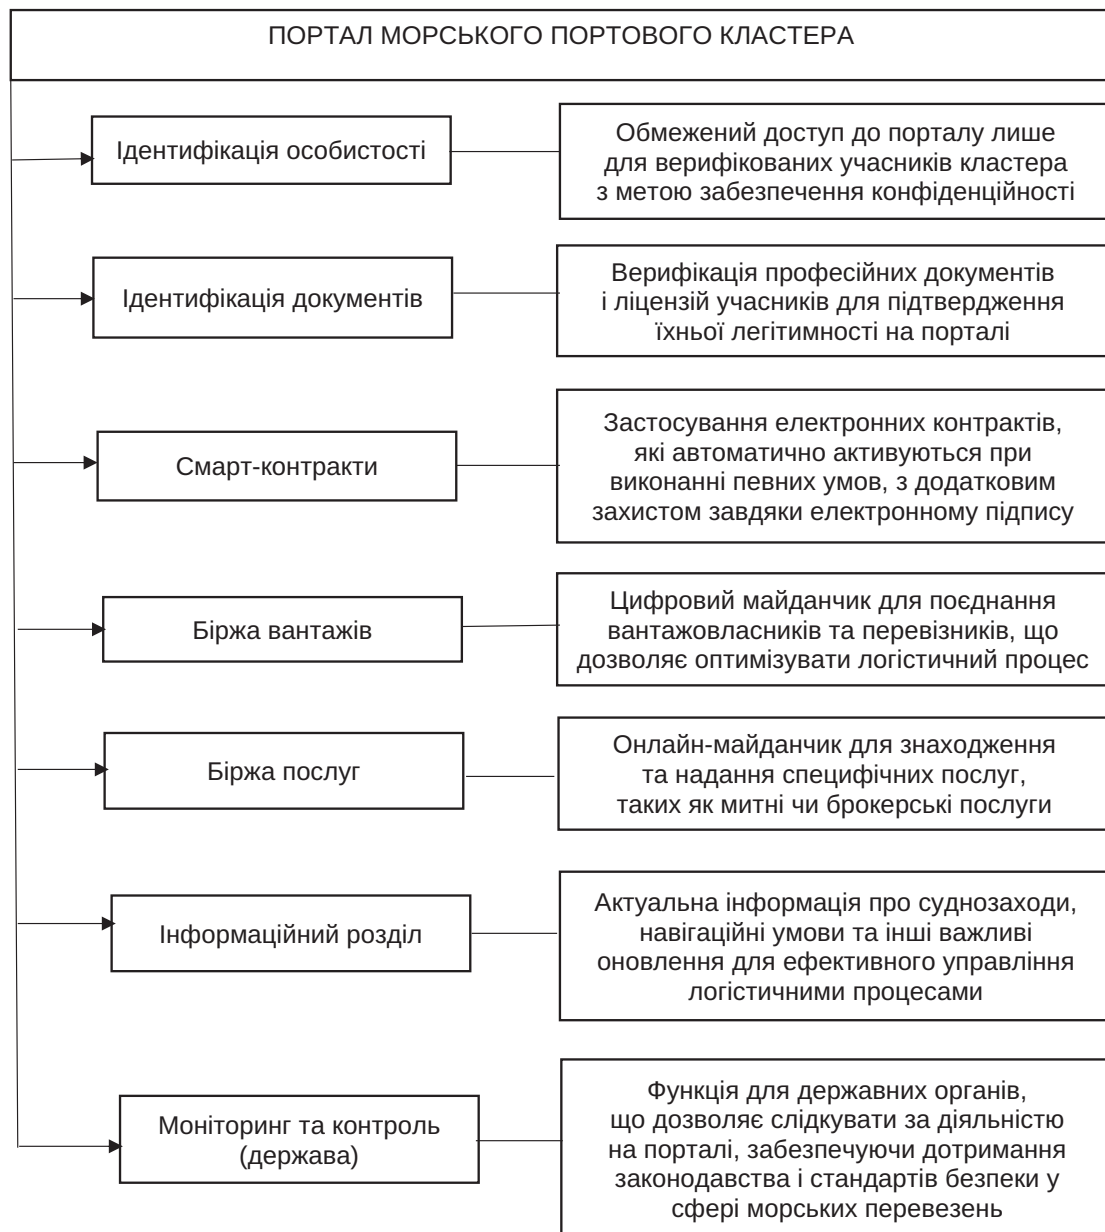 ПОРТАЛ МОРСЬКОГО ПОРТОВОГО КЛАСТЕРА
Ідентифікація особистості
Обмежений доступ до порталу лише
для верифікованих учасників кластера
з метою забезпечення конфіденційності
Ідентифікація документів
Верифікація професійних документів
і ліцензій учасників для підтвердження
їхньої легітимності на порталі
Смарт-контракти
Застосування електронних контрактів,
які автоматично активуються при
виконанні певних умов, з додатковим
захистом завдяки електронному підпису
Біржа вантажів
Цифровий майданчик для поєднання
вантажовласників та перевізників, що
дозволяє оптимізувати логістичний процес
Біржа послуг
Онлайн-майданчик для знаходження
та надання специфічних послуг,
таких як митні чи брокерські послуги
Інформаційний розділ
Актуальна інформація про суднозаходи,
навігаційні умови та інші важливі
оновлення для ефективного управління
логістичними процесами
Моніторинг та контроль
(держава)
Функція для державних органів,
що дозволяє слідкувати за діяльністю
на порталі, забезпечуючи дотримання
законодавства і стандартів безпеки у
сфері морських перевезень